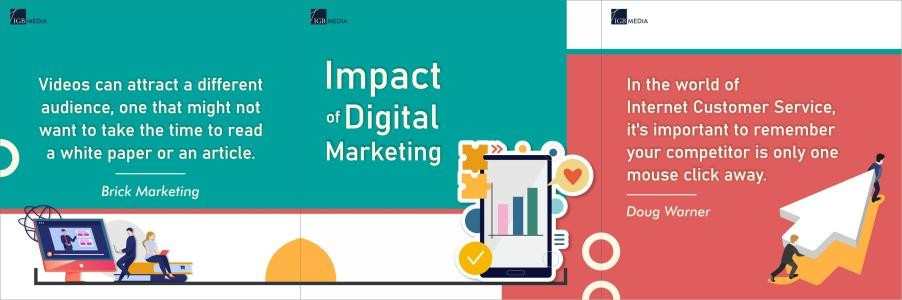 IGB MEDIA
Videos can attract a different
audience, one that might not
want to take the time to read
a white paper or an article.
Brick Marketing
IGB MEDIA
Impact
of Digital
Marketing
IGB MEDIA
In the world of
Internet Customer Service,
it's important to remember
your competitor is only one
mouse click away.
Doug Warner